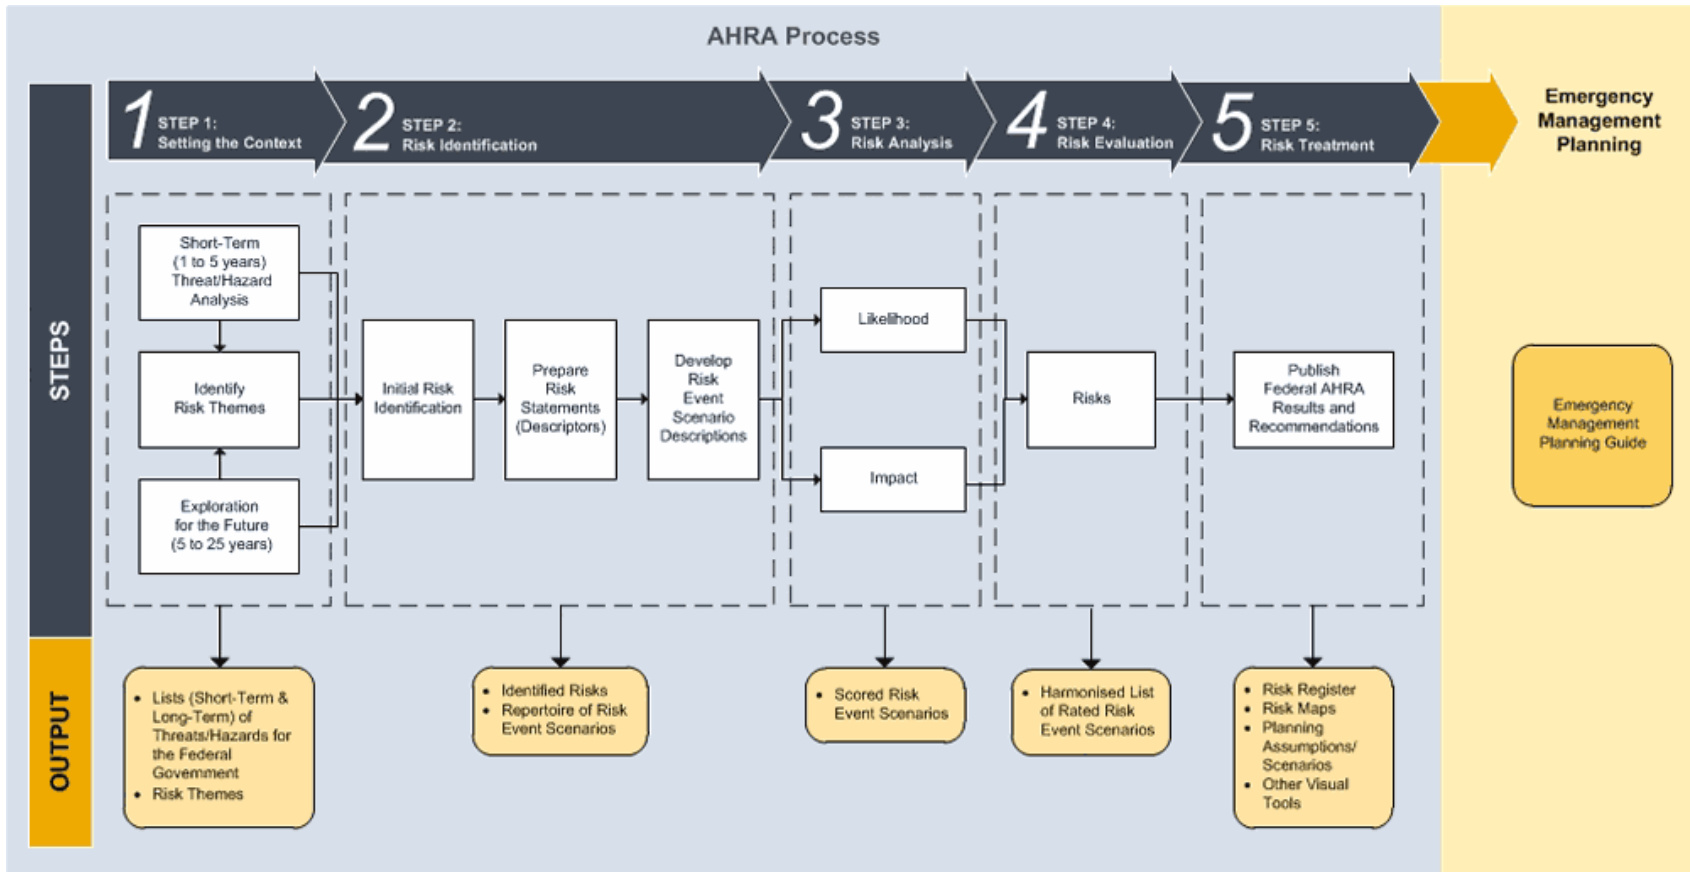 AHRA Process
1
STEP 1:
Setting the Context
2
STEP 2:
Risk Identification
3
STEP 3:
Risk Analysis
4
STEP 4:
Risk Evaluation
5
STEP 5:
Risk Treatment
Emergency
Management
Planning
STEPS
Short-Term
(1 to 5 years)
Threat/Hazard
Analysis
Identify
Risk Themes
Exploration
for the Future
(5 to 25 years)
Initial Risk
Identification
Prepare
Risk
Statements
(Descriptors)
Develop
Risk
Event
Scenario
Descriptions
Likelihood
Impact
Risks
Publish
Federal AHRA
Results and
Recommendations
Emergency
Management
Planning Guide
OUTPUT
• Lists (Short-Term &
Long-Term) of
Threats/Hazards for
the Federal
Government
• Risk Themes
• Identified Risks
• Repertoire of Risk
Event Scenarios
• Scored Risk
Event Scenarios
• Harmonised List
of Rated Risk
Event Scenarios
• Risk Register
• Risk Maps
• Planning
Assumptions/
Scenarios
• Other Visual
Tools